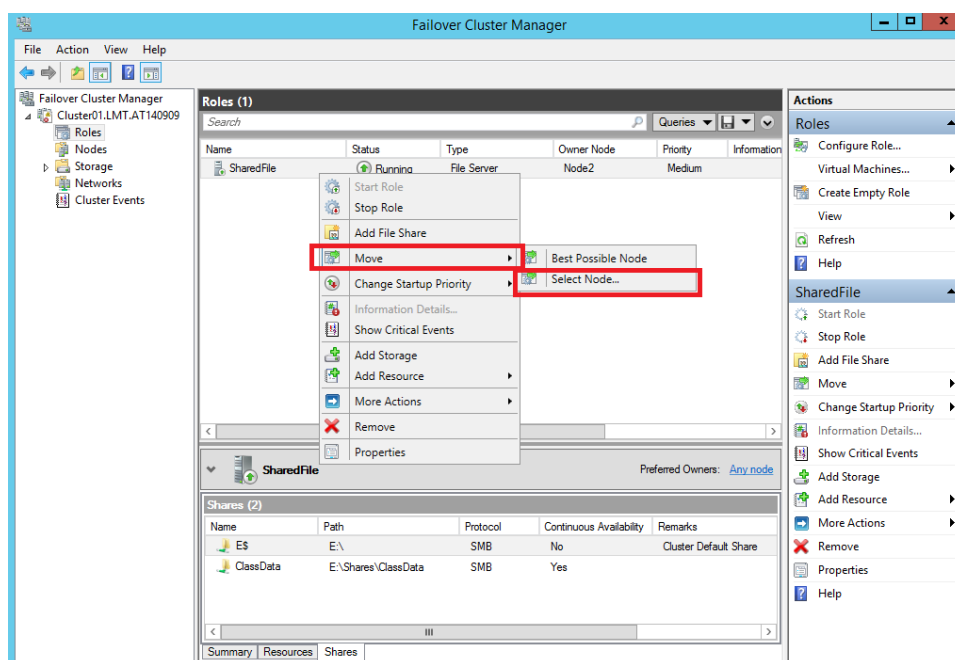 Failover Cluster Manager
File Action View Help
Failover Cluster Manager
Cluster01.LMT.AT140909
Roles
Nodes
Storage
Networks
Cluster Events
Roles (1)
Search
Queries
Name Status Type Owner Node Priority Information
SharedFile Running File Server Node2 Medium
Start Role
Stop Role
Add File Share
Move
Best Possible Node
Select Node...
Change Startup Priority
Information Details...
Show Critical Events
Add Storage
Add Resource
More Actions
Remove
Properties
SharedFile
Preferred Owners: Any node
Shares (2)
Name Path Protocol Continuous Availability Remarks
E$ E:\ SMB No Cluster Default Share
ClassData E:\Shares\ClassData SMB Yes
Summary Resources Shares
Actions
Roles
Configure Role...
Virtual Machines...
Create Empty Role
View
Refresh
Help
SharedFile
Start Role
Stop Role
Add File Share
Move
Change Startup Priority
Information Details...
Show Critical Events
Add Storage
Add Resource
More Actions
Remove
Properties
Help